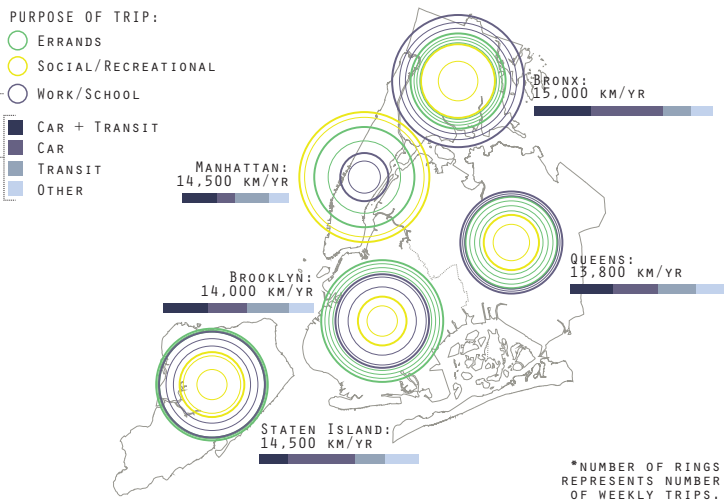 PURPOSE OF TRIP:
ERRANDS
SOCIAL/RECREATIONAL
WORK/SCHOOL
CAR + TRANSIT
CAR
TRANSIT
OTHER
BRONX:
15,000 KM/YR
MANHATTAN:
14,500 KM/YR
QUEENS:
13,800 KM/YR
BROOKLYN:
14,000 KM/YR
STATEN ISLAND:
14,500 KM/YR
*NUMBER OF RINGS
REPRESENTS NUMBER
OF WEEKLY TRIPS.